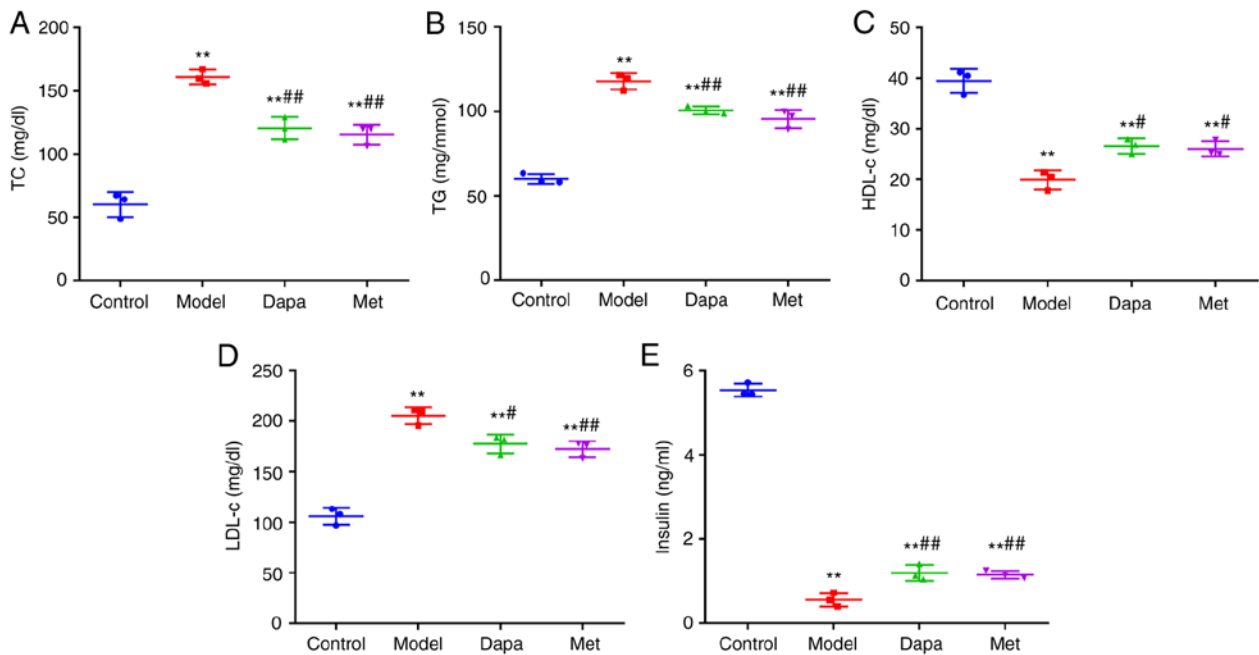 A
TC (mg/dl)
200
150
100
50
0
**
**##
**##
Control Model Dapa Met
B
TG (mg/mmol)
150
100
50
0
**
**##
**##
Control Model Dapa Met
C
HDL-c (mg/dl)
50
40
30
20
10
0
**
**#
**#
Control Model Dapa Met
D
LDL-c (mg/dl)
250
200
150
100
50
0
**
**#
**##
Control Model Dapa Met
E
Insulin (ng/ml)
6
4
2
0
**
**##
**##
Control Model Dapa Met